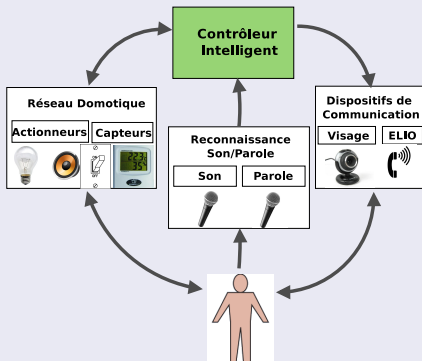 Contrôleur
Intelligent
Réseau Domotique
Actionneurs
Capteurs
Reconnaissance
Son/Parole
Son
Parole
Dispositifs de
Communication
Visage
ELIO